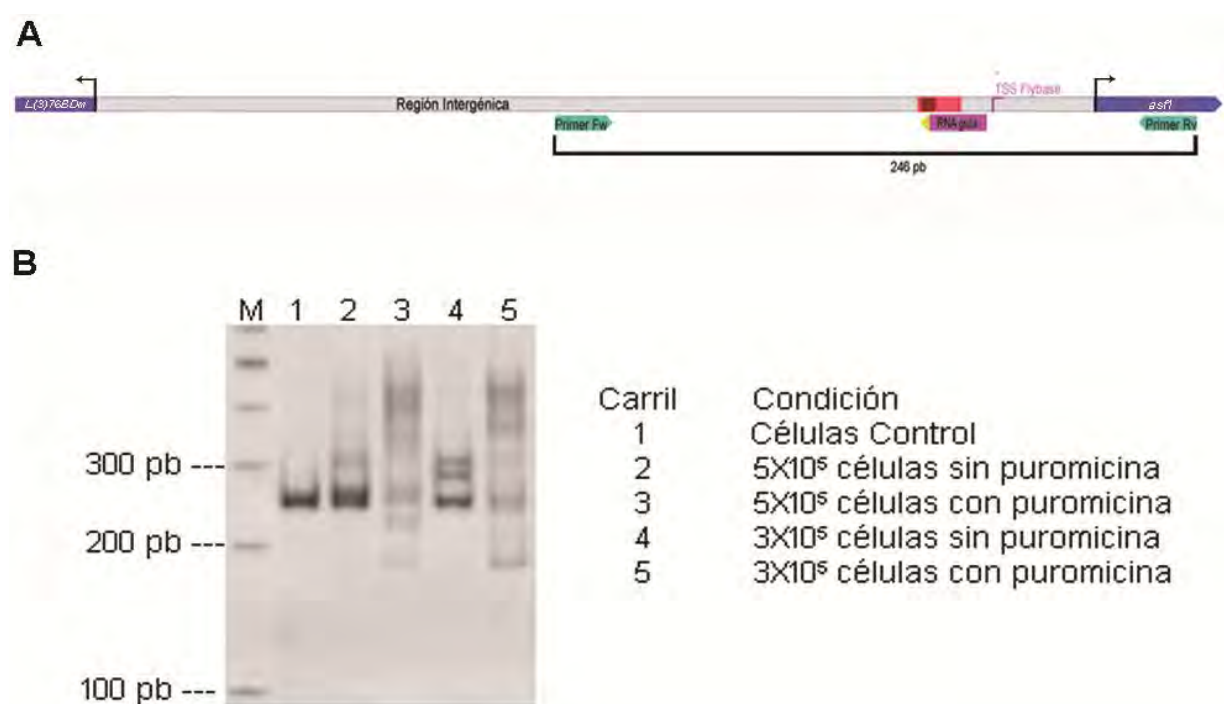 A
L(3)76BDm
Región Intergénica
TSS Flybase
asf1
Primer Fw
RNA guía
Primer Rv
246 pb
B
M 1 2 3 4 5
300 pb ---
200 pb ---
100 pb ---
Carril Condición
1 Células Control
2 5X10⁵ células sin puromicina
3 5X10⁵ células con puromicina
4 3X10⁵ células sin puromicina
5 3X10⁵ células con puromicina